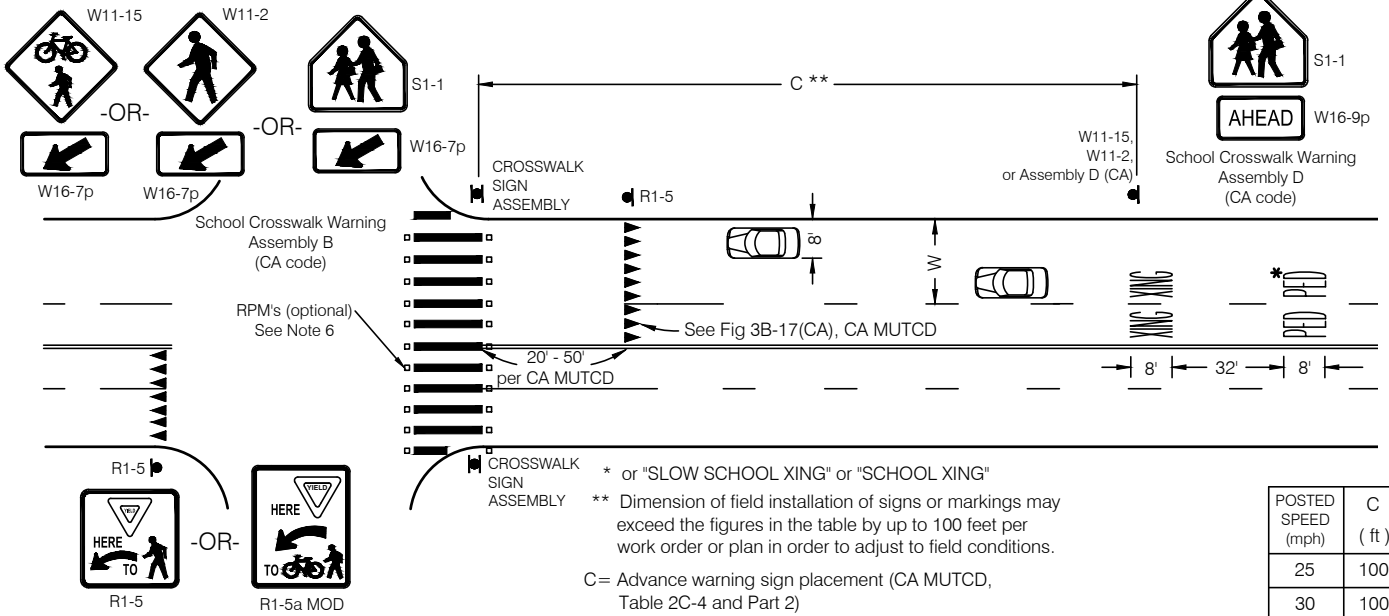 W11-15
W11-2
S1-1
-OR-
-OR-
W16-7p
W16-7p
W16-7p
C **
S1-1
AHEAD
W16-9p
School Crosswalk Warning
Assembly D
(CA code)
W11-15,
W11-2,
or Assembly D (CA)
CROSSWALK
SIGN
ASSEMBLY
R1-5
School Crosswalk Warning
Assembly B
(CA code)
8'
W
XING
XING
*
PED
PED
RPM's (optional)
See Note 6
See Fig 3B-17(CA), CA MUTCD
20' - 50'
per CA MUTCD
8'
32'
8'
R1-5
CROSSWALK
SIGN
ASSEMBLY
YIELD
HERE
TO
R1-5
-OR-
YIELD
HERE
TO
R1-5a MOD
* or "SLOW SCHOOL XING" or "SCHOOL XING"
** Dimension of field installation of signs or markings may
exceed the figures in the table by up to 100 feet per
work order or plan in order to adjust to field conditions.
C= Advance warning sign placement (CA MUTCD,
Table 2C-4 and Part 2)
POSTED
SPEED
(mph)
C
( ft )
25 100
30 100